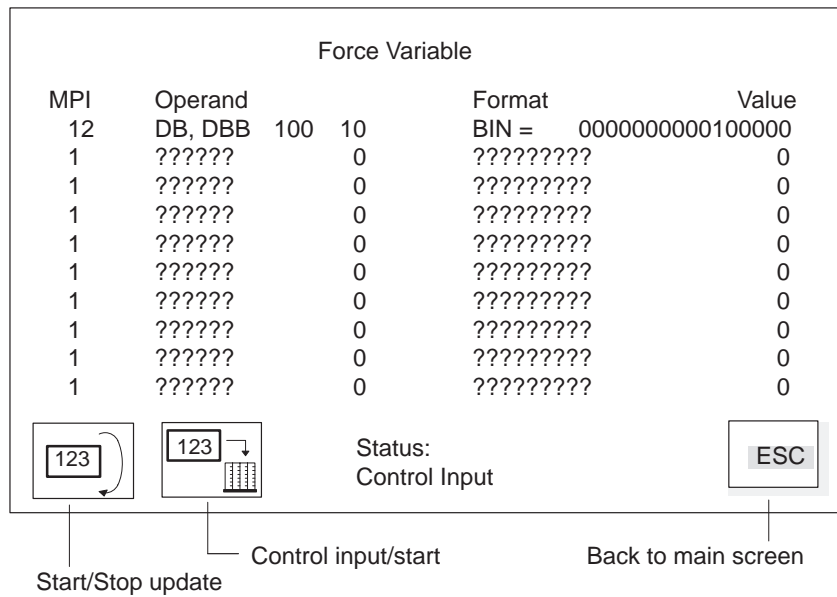 Force Variable
MPI Operand Format Value
12 DB, DBB 100 10 BIN = 0000000000100000
1 ?????? 0 ????????? 0
1 ?????? 0 ????????? 0
1 ?????? 0 ????????? 0
1 ?????? 0 ????????? 0
1 ?????? 0 ????????? 0
1 ?????? 0 ????????? 0
1 ?????? 0 ????????? 0
1 ?????? 0 ????????? 0
1 ?????? 0 ????????? 0
123 123 Status: ESC
Control Input
Control input/start Back to main screen
Start/Stop update